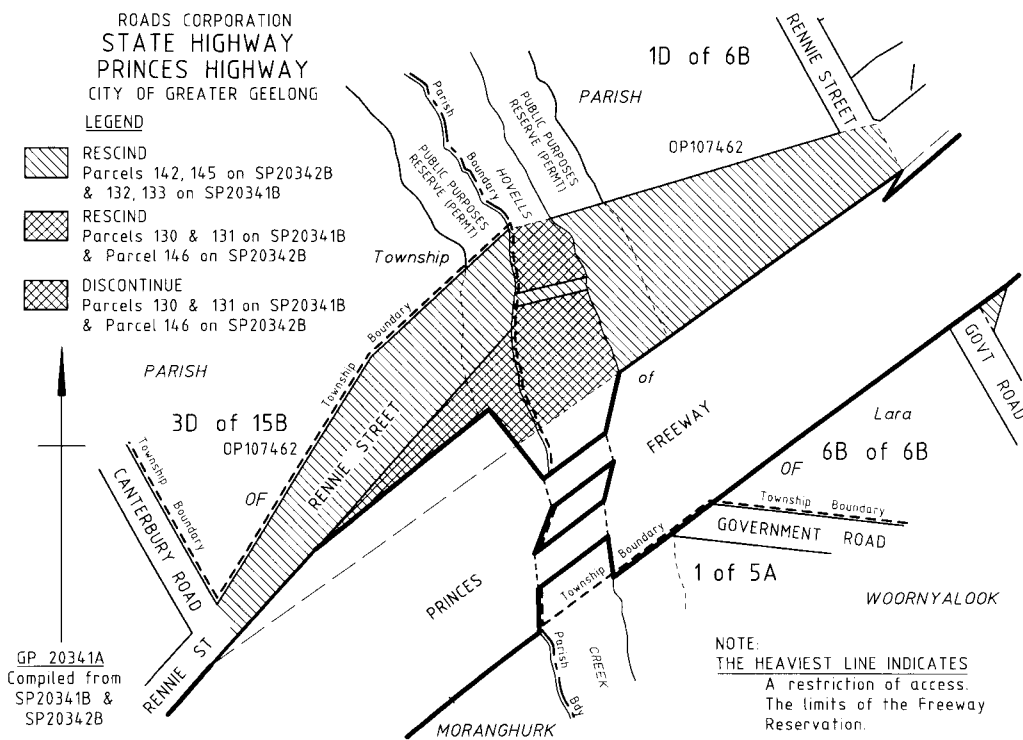 ROADS CORPORATION
STATE HIGHWAY
PRINCES HIGHWAY
CITY OF GREATER GEELONG
LEGEND
RESCIND
Parcels 142, 145 on SP20342B
& 132, 133 on SP20341B
RESCIND
Parcels 130 & 131 on SP20341B
& Parcel 146 on SP20342B
DISCONTINUE
Parcels 130 & 131 on SP20341B
& Parcel 146 on SP20342B
PUBLIC PURPOSES
RESERVE (PERMT)
Parish
Boundary
HOVELLS
PUBLIC PURPOSES
RESERVE (PERMT)
1D of 6B
PARISH
RENNIE STREET
OP107462
Township
Township Boundary
PARISH
3D of 15B
OP107462
OF
RENNIE STREET
Township Boundary
CANTERBURY ROAD
RENNIE ST
of
FREEWAY
PRINCES
GOVT ROAD
Lara
6B of 6B
OF
Township Boundary
GOVERNMENT ROAD
Township Boundary
1 of 5A
WOORNYALOOK
Parish
Bdy
CREEK
MORANGHURK
GP 20341A
Compiled from
SP20341B &
SP20342B
NOTE:
THE HEAVIEST LINE INDICATES
A restriction of access.
The limits of the Freeway
Reservation.